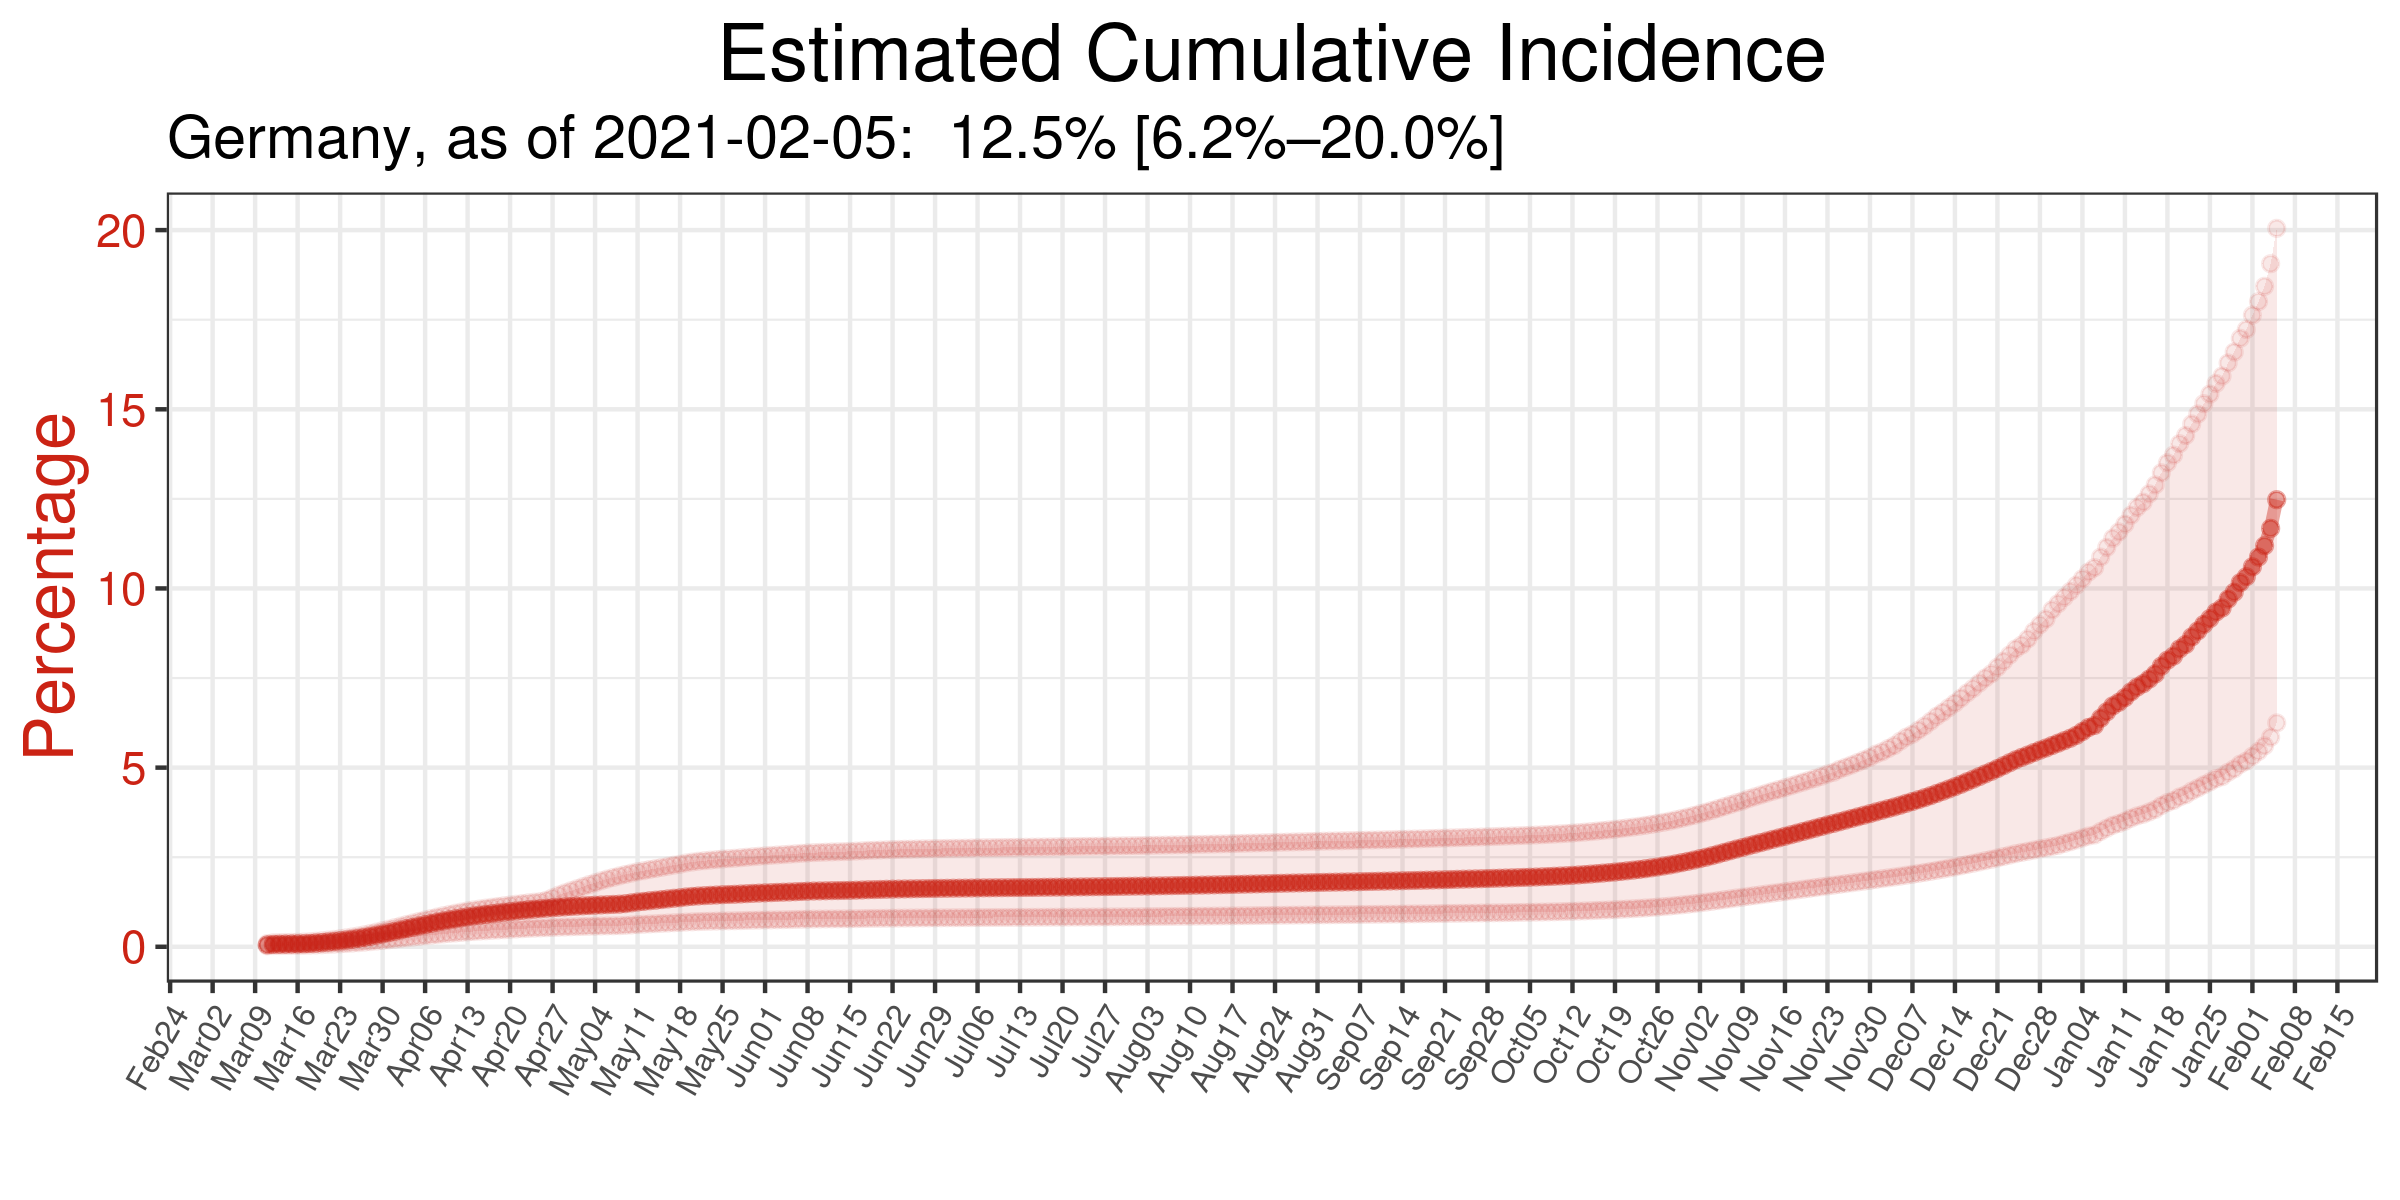 Estimated Cumulative Incidence
Germany, as of 2021-02-05:  12.5% [6.2%–20.0%]
Percentage
20
15
10
5
0
Feb24
Mar02
Mar09
Mar16
Mar23
Mar30
Apr06
Apr13
Apr20
Apr27
May04
May11
May18
May25
Jun01
Jun08
Jun15
Jun22
Jun29
Jul06
Jul13
Jul20
Jul27
Aug03
Aug10
Aug17
Aug24
Aug31
Sep07
Sep14
Sep21
Sep28
Oct05
Oct12
Oct19
Oct26
Nov02
Nov09
Nov16
Nov23
Nov30
Dec07
Dec14
Dec21
Dec28
Jan04
Jan11
Jan18
Jan25
Feb01
Feb08
Feb15